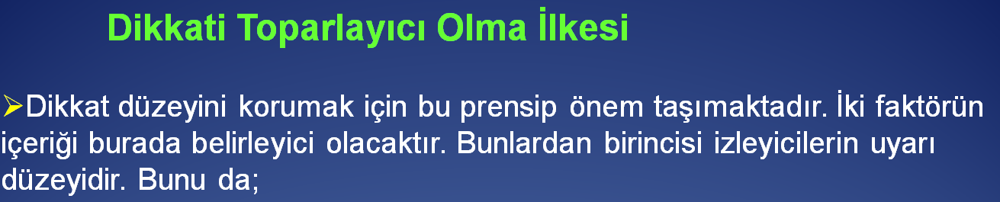 Dikkati Toparlayıcı Olma İlkesi
Dikkat düzeyini korumak için bu prensip önem taşımaktadır. İki faktörün
içeriği burada belirleyici olacaktır. Bunlardan birincisi izleyicilerin uyarı
düzeyidir. Bunu da;